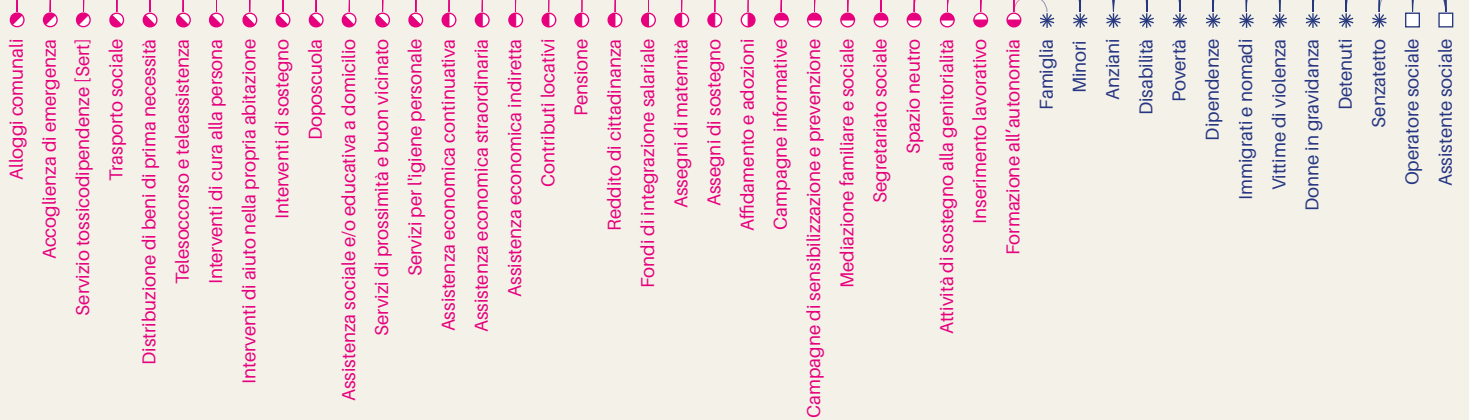 Alloggi comunali
Accoglienza di emergenza
Servizio tossicodipendenze [Sert]
Trasporto sociale
Distribuzione di beni di prima necessità
Telesoccorso e teleassistenza
Interventi di cura alla persona
Interventi di aiuto nella propria abitazione
Interventi di sostegno
Doposcuola
Assistenza sociale e/o educativa a domicilio
Servizi di prossimità e buon vicinato
Servizi per l'igiene personale
Assistenza economica continuativa
Assistenza economica straordinaria
Assistenza economica indiretta
Contributi locativi
Pensione
Reddito di cittadinanza
Fondi di integrazione salariale
Assegni di maternità
Assegni di sostegno
Affidamento e adozioni
Campagne informative
Campagne di sensibilizzazione e prevenzione
Mediazione familiare e sociale
Segretariato sociale
Spazio neutro
Attività di sostegno alla genitorialità
Inserimento lavorativo
Formazione all'autonomia
Famiglia
Minori
Anziani
Disabilità
Povertà
Dipendenze
Immigrati e nomadi
Vittime di violenza
Donne in gravidanza
Detenuti
Senzatetto
Operatore sociale
Assistente sociale